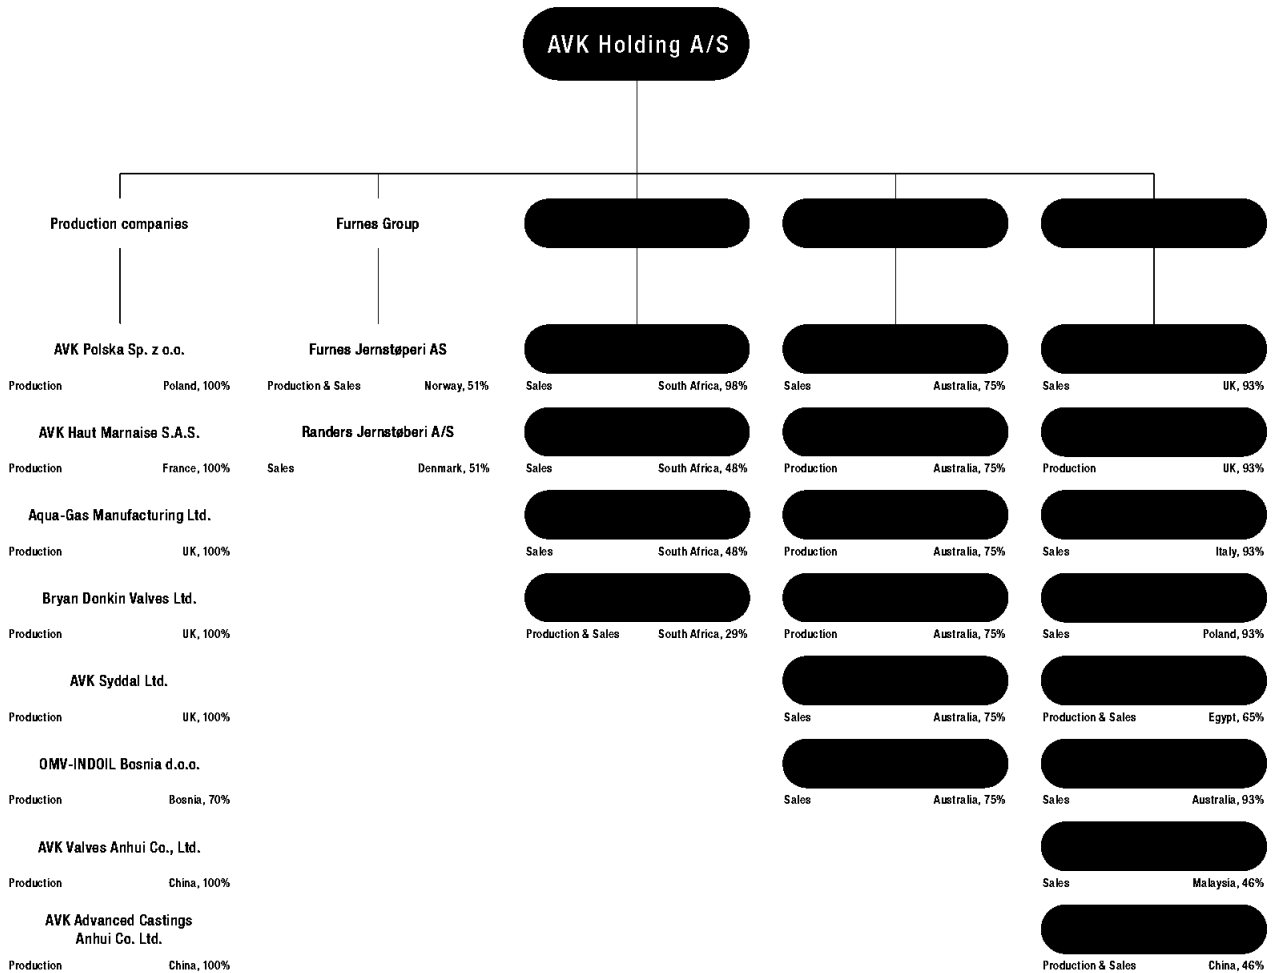 AVK Holding A/S
Production companies
Furnes Group
AVK Polska Sp. z o.o.
Production
Poland, 100%
AVK Haut Marnaise S.A.S.
Production
France, 100%
Aqua-Gas Manufacturing Ltd.
Production
UK, 100%
Bryan Donkin Valves Ltd.
Production
UK, 100%
AVK Syddal Ltd.
Production
UK, 100%
OMV-INDOIL Bosnia d.o.o.
Production
Bosnia, 70%
AVK Valves Anhui Co., Ltd.
Production
China, 100%
AVK Advanced Castings
Anhui Co. Ltd.
Production
China, 100%
Furnes Jernstøperi AS
Production & Sales
Norway, 51%
Randers Jernstøberi A/S
Sales
Denmark, 51%
Sales
South Africa, 98%
Sales
South Africa, 48%
Sales
South Africa, 48%
Production & Sales
South Africa, 29%
Sales
Australia, 75%
Production
Australia, 75%
Production
Australia, 75%
Production
Australia, 75%
Sales
Australia, 75%
Sales
Australia, 75%
Sales
UK, 93%
Production
UK, 93%
Sales
Italy, 93%
Sales
Poland, 93%
Production & Sales
Egypt, 65%
Sales
Australia, 93%
Sales
Malaysia, 46%
Production & Sales
China, 46%